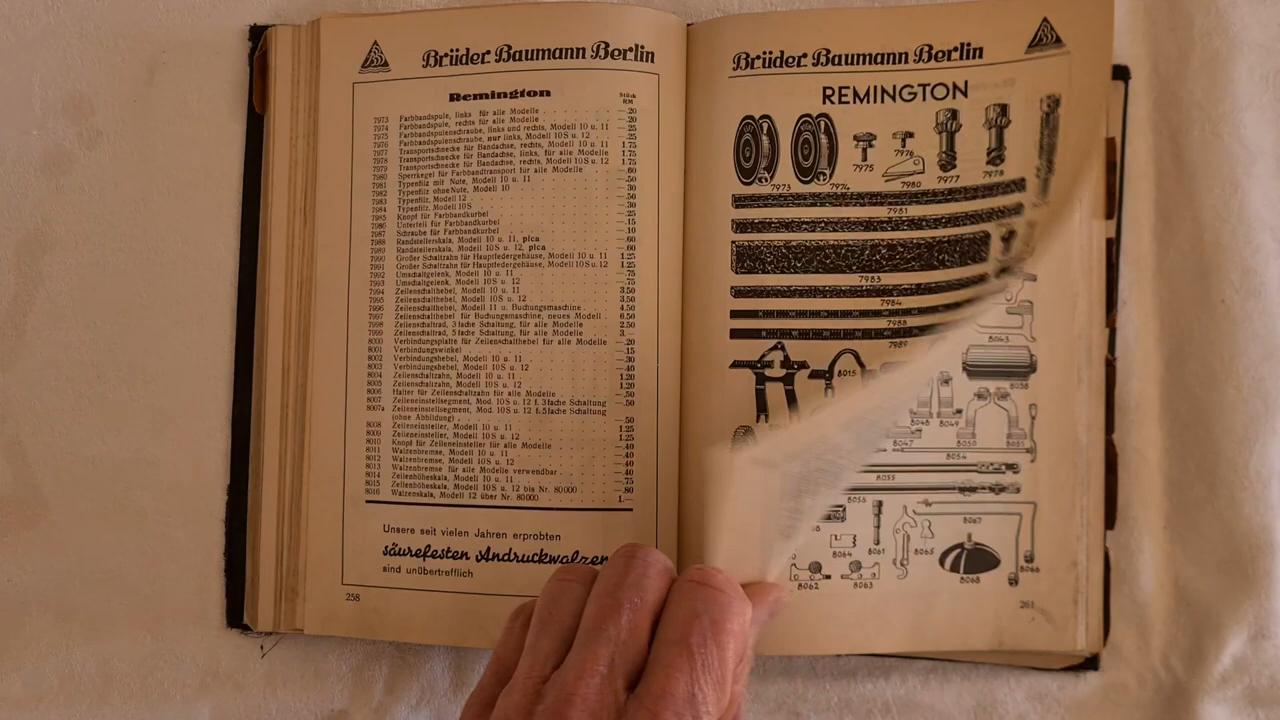 Brüder Baumann Berlin
Remington
Stück
RM
7973 Farbbandspule, links für alle Modelle —.20
7974 Farbbandspule, rechts für alle Modelle —.20
7975 Farbbandspulenschraube, links und rechts, Modell 10 u. 11 —.25
7976 Farbbandspulenschraube, nur links, Modell 10S u. 12 —.25
7977 Transportschnecke für Bandachse, rechts, Modell 10 u. 11 1.75
7978 Transportschnecke für Bandachse, links, für alle Modelle 1.75
7979 Transportschnecke für Bandachse, rechts, Modell 10S u. 12 1.75
7980 Sperrkegel für Farbbandtransport für alle Modelle —.60
7981 Typenfilz mit Nute, Modell 10 u. 11 —.50
7982 Typenfilz ohne Nute, Modell 10 —.30
7983 Typenfilz, Modell 12 —.50
7984 Typenfilz, Modell 10S —.30
7985 Knopf für Farbbandkurbel —.25
7986 Unterteil für Farbbandkurbel —.15
7987 Schraube für Farbbandkurbel —.10
7988 Randstellerskala, Modell 10 u. 11, pica —.60
7989 Randstellerskala, Modell 10S u. 12, pica —.60
7990 Großer Schaltzahn für Hauptfedergehäuse, Modell 10 u. 11 1.25
7991 Großer Schaltzahn für Hauptfedergehäuse, Modell 10S u. 12 1.25
7992 Umschaltgelenk, Modell 10 u. 11 —.75
7993 Umschaltgelenk, Modell 10S u. 12 —.75
7994 Zeilenschalthebel, Modell 10 u. 11 3.50
7995 Zeilenschalthebel, Modell 10S u. 12 3.50
7996 Zeilenschalthebel, Modell 11 u. Buchungsmaschine 4.50
7997 Zeilenschalthebel für Buchungsmaschine, neues Modell 6.50
7998 Zeilenschaltrad, 3fache Schaltung, für alle Modelle 2.50
7999 Zeilenschaltrad, 5fache Schaltung, für alle Modelle 3.—
8000 Verbindungsplatte für Zeilenschalthebel für alle Modelle —.20
8001 Verbindungswinkel —.15
8002 Verbindungshebel, Modell 10 u. 11 —.30
8003 Verbindungshebel, Modell 10S u. 12 —.40
8004 Zeilenschaltzahn, Modell 10 u. 11 1.20
8005 Zeilenschaltzahn, Modell 10S u. 12 1.20
8006 Halter für Zeilenschaltzahn für alle Modelle —.50
8007 Zeileneinstellsegment, Mod. 10S u. 12 f. 3fache Schaltung —.50
8007a Zeileneinstellsegment, Mod. 10S u. 12 f. 5fache Schaltung
(ohne Abbildung) —.50
8008 Zeileneinsteller, Modell 10 u. 11 1.25
8009 Zeileneinsteller, Modell 10S u. 12 1.25
8010 Knopf für Zeileneinsteller für alle Modelle —.40
8011 Walzenbremse, Modell 10 u. 11 —.40
8012 Walzenbremse, Modell 10S u. 12 —.40
8013 Walzenbremse für alle Modelle verwendbar —.40
8014 Zeilenhöheskala, Modell 10 u. 11 —.75
8015 Zeilenhöheskala, Modell 10S u. 12 bis Nr. 80000 —.80
8016 Walzenskala, Modell 12 über Nr. 80000 1.—
Unsere seit vielen Jahren erprobten
säurefesten Andruckwalzen
sind unübertrefflich
258
Brüder Baumann Berlin
REMINGTON
7973
7974
7975
7976
7980
7977
7978
7981
7983
7984
7988
7989
8015
8043
8038
8048
8049
8047
8050
8051
8054
8055
8056
8064
8061
8065
8067
8066
8068
8062
8063
261